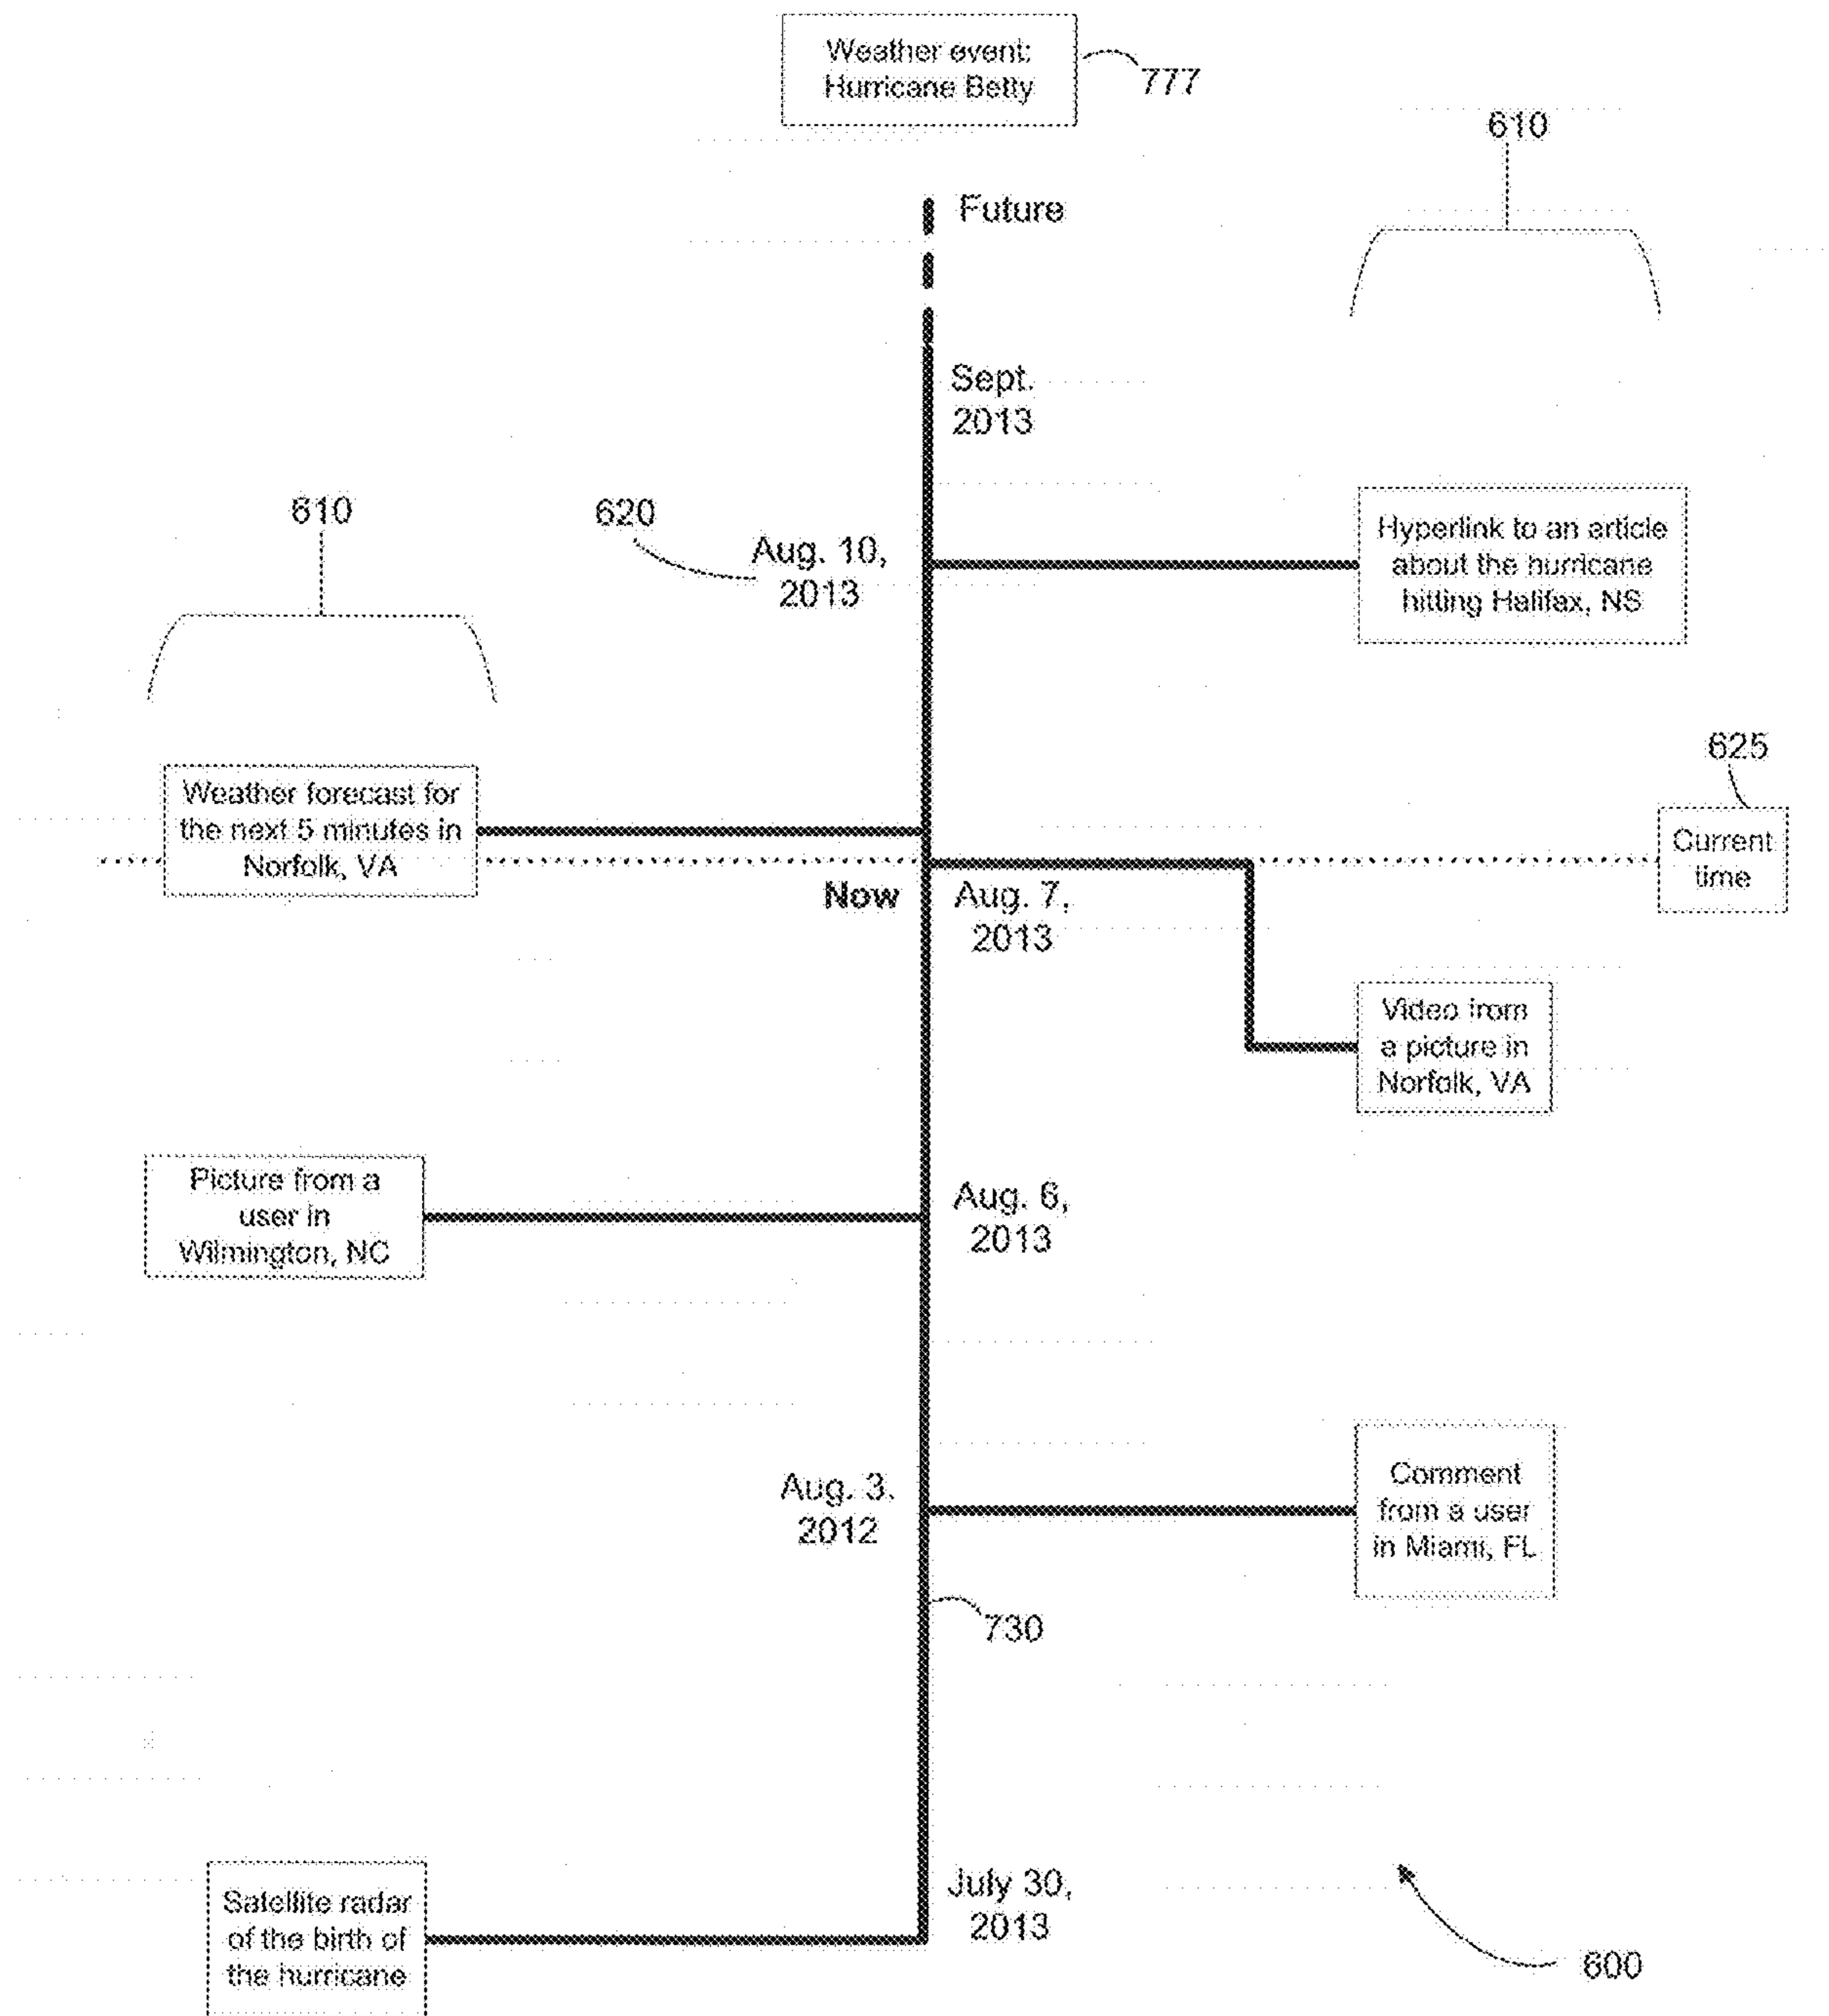 Weather event:
Hurricane Betty
777
610
Future
Sept.
2013
610
620
Aug. 10,
2013
Hyperlink to an article
about the hurricane
hitting Halifax, NS
625
Weather forecast for
the next 5 minutes in
Norfolk, VA
Current
time
Now
Aug. 7,
2013
Video from
a picture in
Norfolk, VA
Picture from a
user in
Wilmington, NC
Aug. 6,
2013
Aug. 3,
2012
Comment
from a user
in Miami, FL
730
July 30,
2013
Satellite radar
of the birth of
the hurricane
600